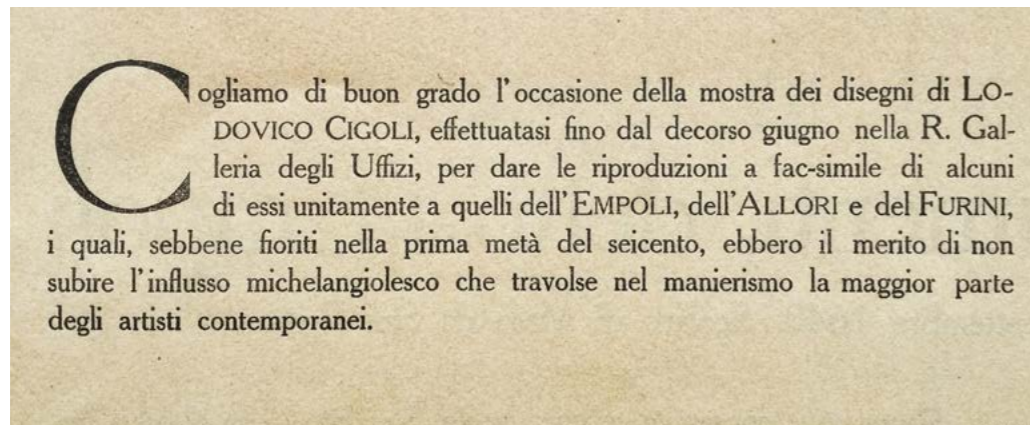 Cogliamo di buon grado l'occasione della mostra dei disegni di LO-
DOVICO CIGOLI, effettuatasi fino dal decorso giugno nella R. Gal-
leria degli Uffizi, per dare le riproduzioni a fac-simile di alcuni
di essi unitamente a quelli dell'EMPOLI, dell'ALLORI e del FURINI,
i quali, sebbene fioriti nella prima metà del seicento, ebbero il merito di non
subire l'influsso michelangiolesco che travolse nel manierismo la maggior parte
degli artisti contemporanei.